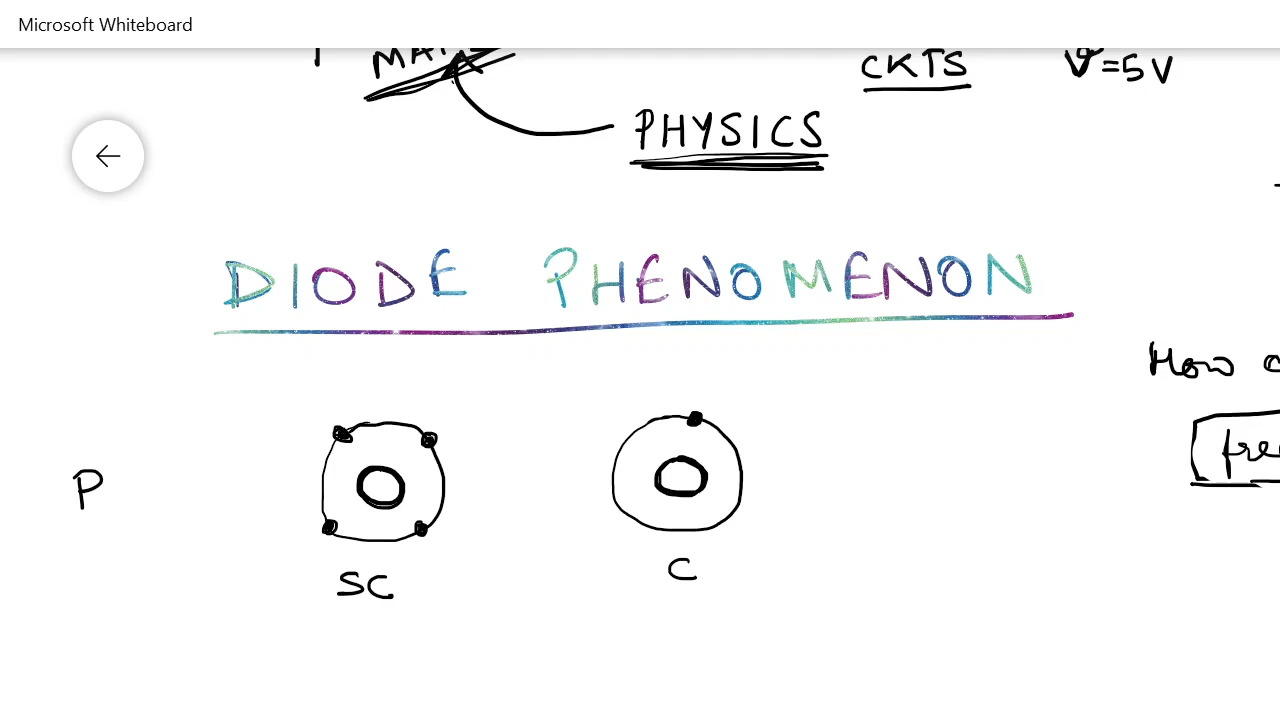 Microsoft Whiteboard
CKTS
V=5V
PHYSICS
DIODE PHENOMENON
How
P
SC
C